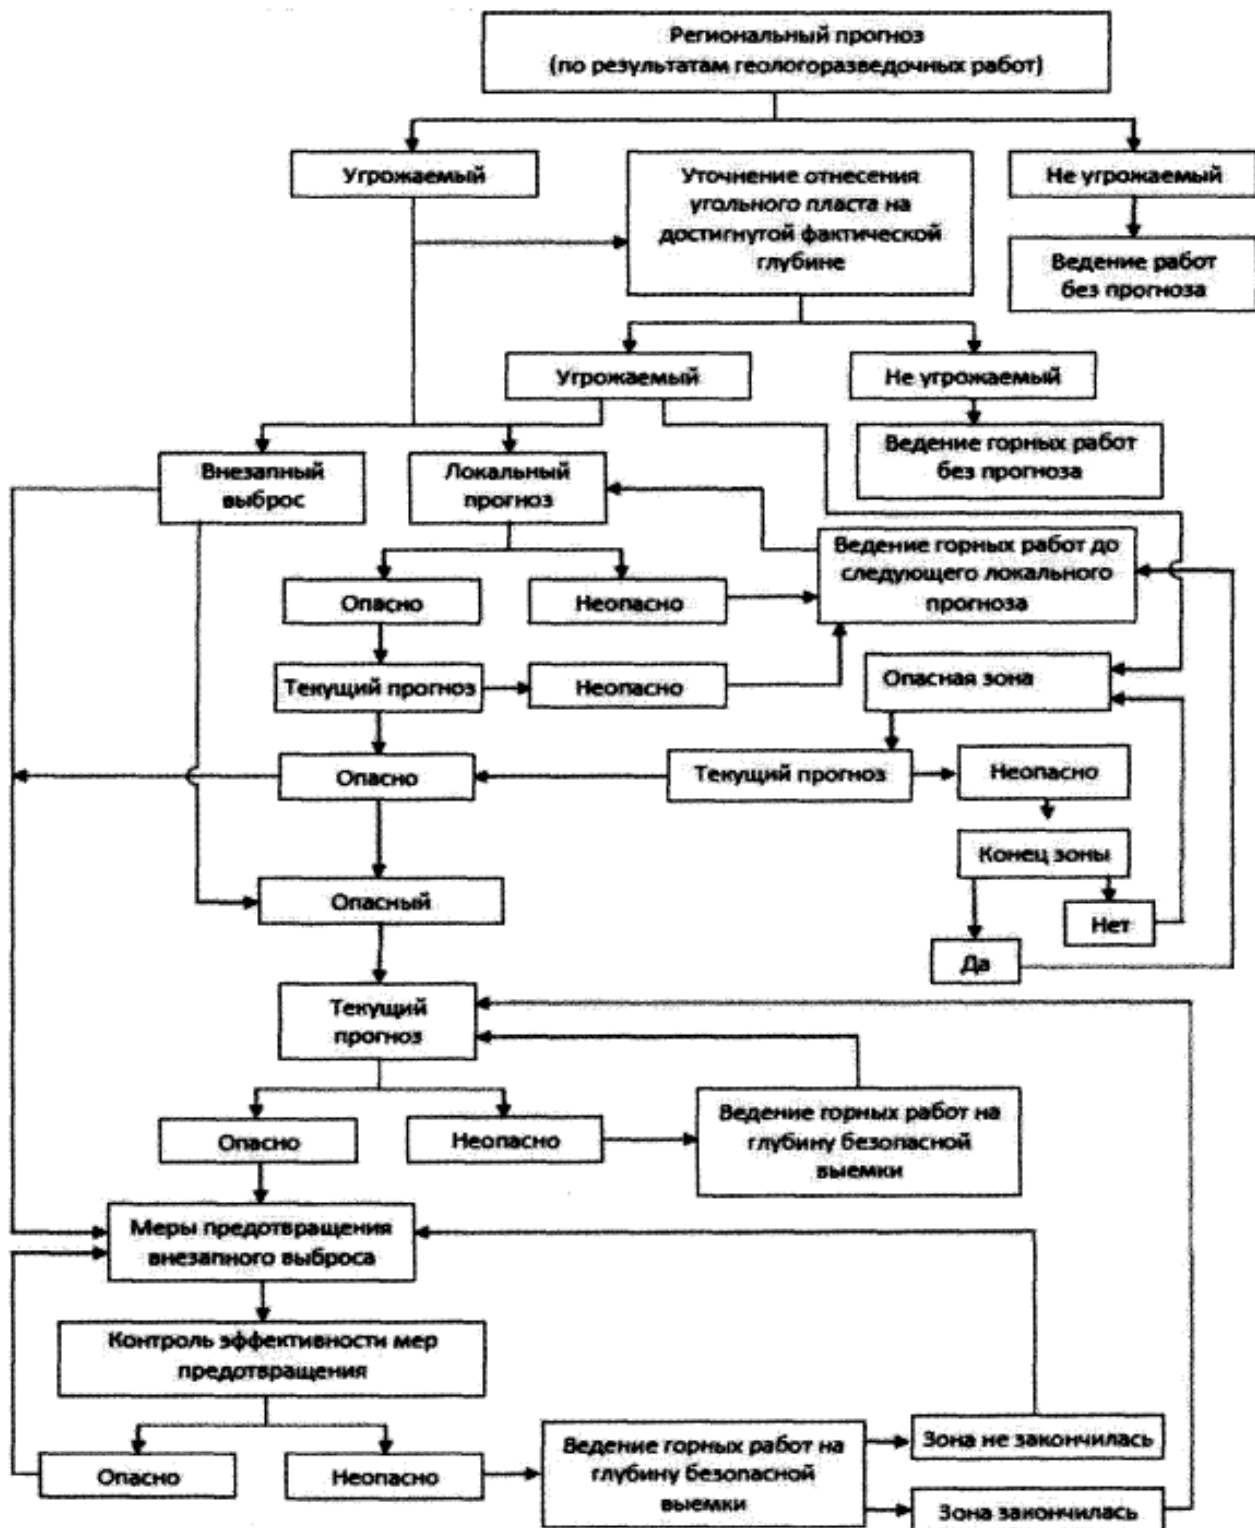 Региональный прогноз
(по результатам геологоразведочных работ)
Угрожаемый
Уточнение отнесения
угольного пласта на
достигнутой фактической
глубине
Не угрожаемый
Ведение работ
без прогноза
Угрожаемый
Не угрожаемый
Ведение горных работ
без прогноза
Внезапный
выброс
Локальный
прогноз
Ведение горных работ до
следующего локального
прогноза
Опасно
Неопасно
Текущий прогноз
Неопасно
Опасная зона
Опасно
Текущий прогноз
Неопасно
Конец зоны
Опасный
Нет
Да
Текущий
прогноз
Опасно
Неопасно
Ведение горных работ на
глубину безопасной
выемки
Меры предотвращения
внезапного выброса
Контроль эффективности мер
предотвращения
Опасно
Неопасно
Ведение горных работ на
глубину безопасной
выемки
Зона не закончилась
Зона закончилась